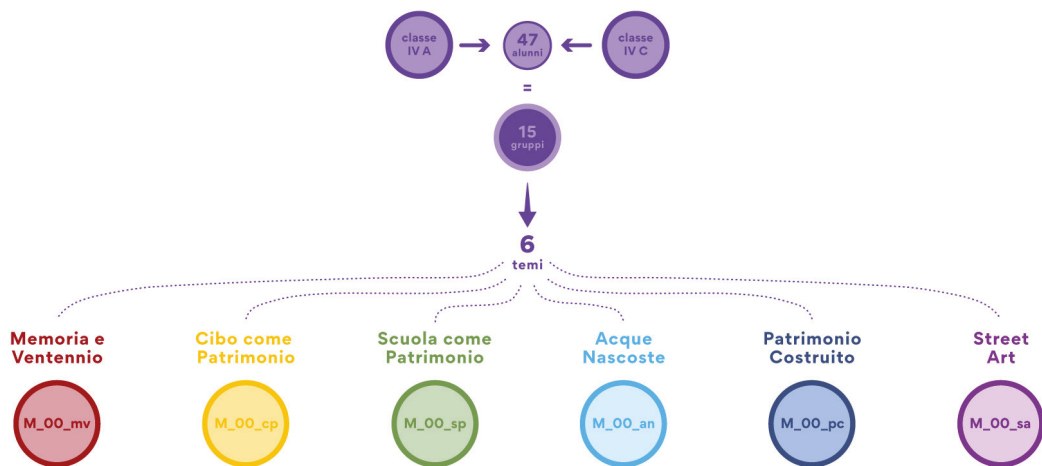 classe
IV A
47
alunni
classe
IV C
=
15
gruppi
6
temi
Memoria e
Ventennio
Cibo come
Patrimonio
Scuola come
Patrimonio
Acque
Nascoste
Patrimonio
Costruito
Street
Art
M_00_mv
M_00_cp
M_00_sp
M_00_an
M_00_pc
M_00_sa